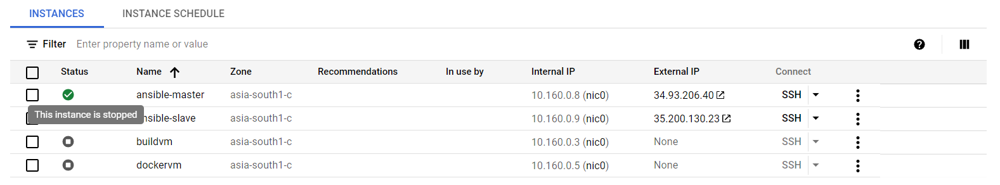 INSTANCES INSTANCE SCHEDULE
Filter Enter property name or value
Status Name Zone Recommendations In use by Internal IP External IP Connect
ansible-master asia-south1-c 10.160.0.8 (nic0) 34.93.206.40 SSH
This instance is stopped nsible-slave asia-south1-c 10.160.0.9 (nic0) 35.200.130.23 SSH
buildvm asia-south1-c 10.160.0.3 (nic0) None SSH
dockervm asia-south1-c 10.160.0.5 (nic0) None SSH